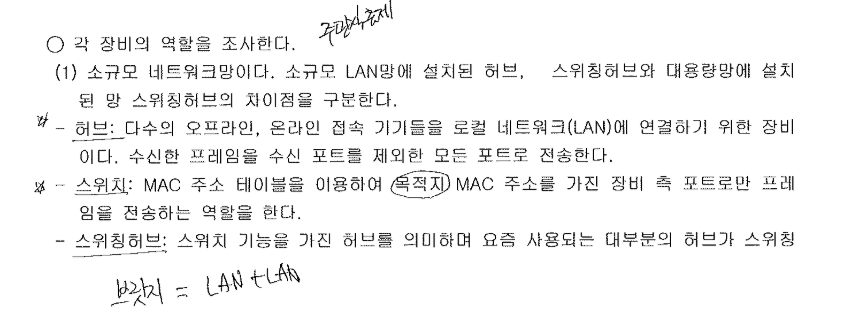 주관식 출제
○ 각 장비의 역할을 조사한다.
(1) 소규모 네트워크망이다. 소규모 LAN망에 설치된 허브, 스위칭허브와 대용량망에 설치
된 망 스위칭허브의 차이점을 구분한다.
- 허브: 다수의 오프라인, 온라인 접속 기기들을 로컬 네트워크(LAN)에 연결하기 위한 장비
이다. 수신한 프레임을 수신 포트를 제외한 모든 포트로 전송한다.
- 스위치: MAC 주소 테이블을 이용하여 목적지 MAC 주소를 가진 장비 측 포트로만 프레
임을 전송하는 역할을 한다.
- 스위칭허브: 스위치 기능을 가진 허브를 의미하며 요즘 사용되는 대부분의 허브가 스위칭
브릿지 = LAN + LAN